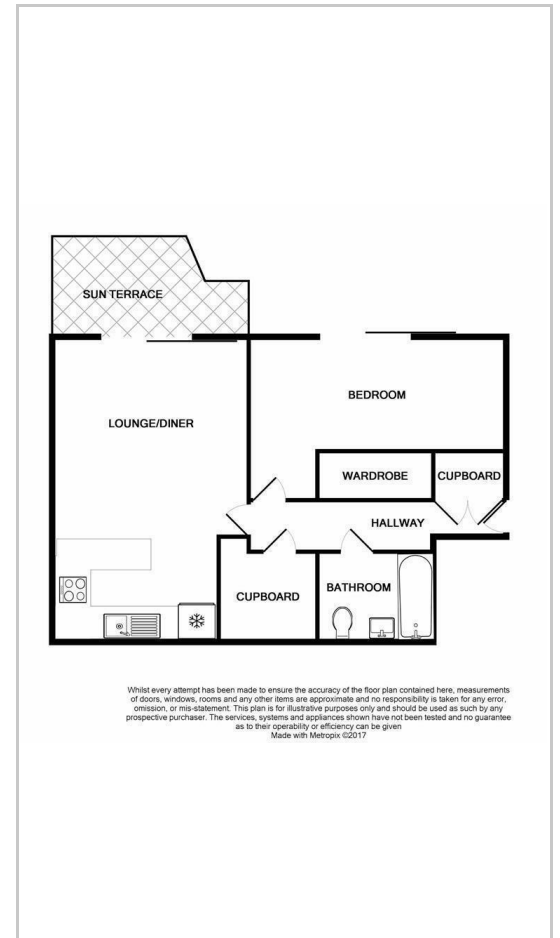 SUN TERRACE
BEDROOM
LOUNGE/DINER
WARDROBE
CUPBOARD
HALLWAY
BATHROOM
CUPBOARD
Whilst every attempt has been made to ensure the accuracy of the floor plan contained here, measurements
of doors, windows, rooms and any other items are approximate and no responsibility is taken for any error,
omission, or mis-statement. This plan is for illustrative purposes only and should be used as such by any
prospective purchaser. The services, systems and appliances shown have not been tested and no guarantee
as to their operability or efficiency can be given
Made with Metropix ©2017